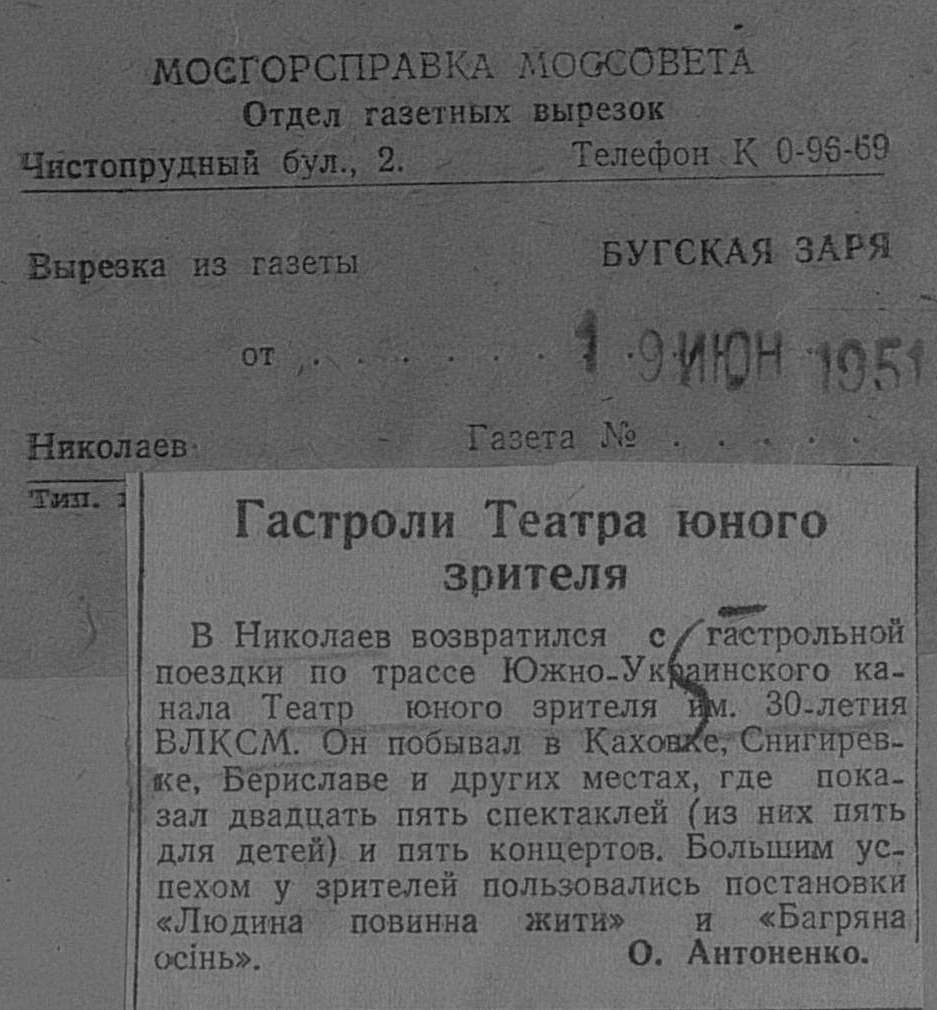 МОСГОРСПРАВКА МОССОВЕТА
Отдел газетных вырезок
Чистопрудный бул., 2. Телефон К 0-96-69
Вырезка из газеты БУГСКАЯ ЗАРЯ
от . . . . . . 19 ИЮН 1951
Николаев Газета № . . . . .
Тип.
Гастроли Театра юного
зрителя
В Николаев возвратился с гастрольной
поездки по трассе Южно-Украинского ка-
нала Театр юного зрителя им. 30-летия
ВЛКСМ. Он побывал в Каховке, Снигирев-
ке, Бериславе и других местах, где пока-
зал двадцать пять спектаклей (из них пять
для детей) и пять концертов. Большим ус-
пехом у зрителей пользовались постановки
«Людина повинна жити» и «Багряна
осінь». О. Антоненко.